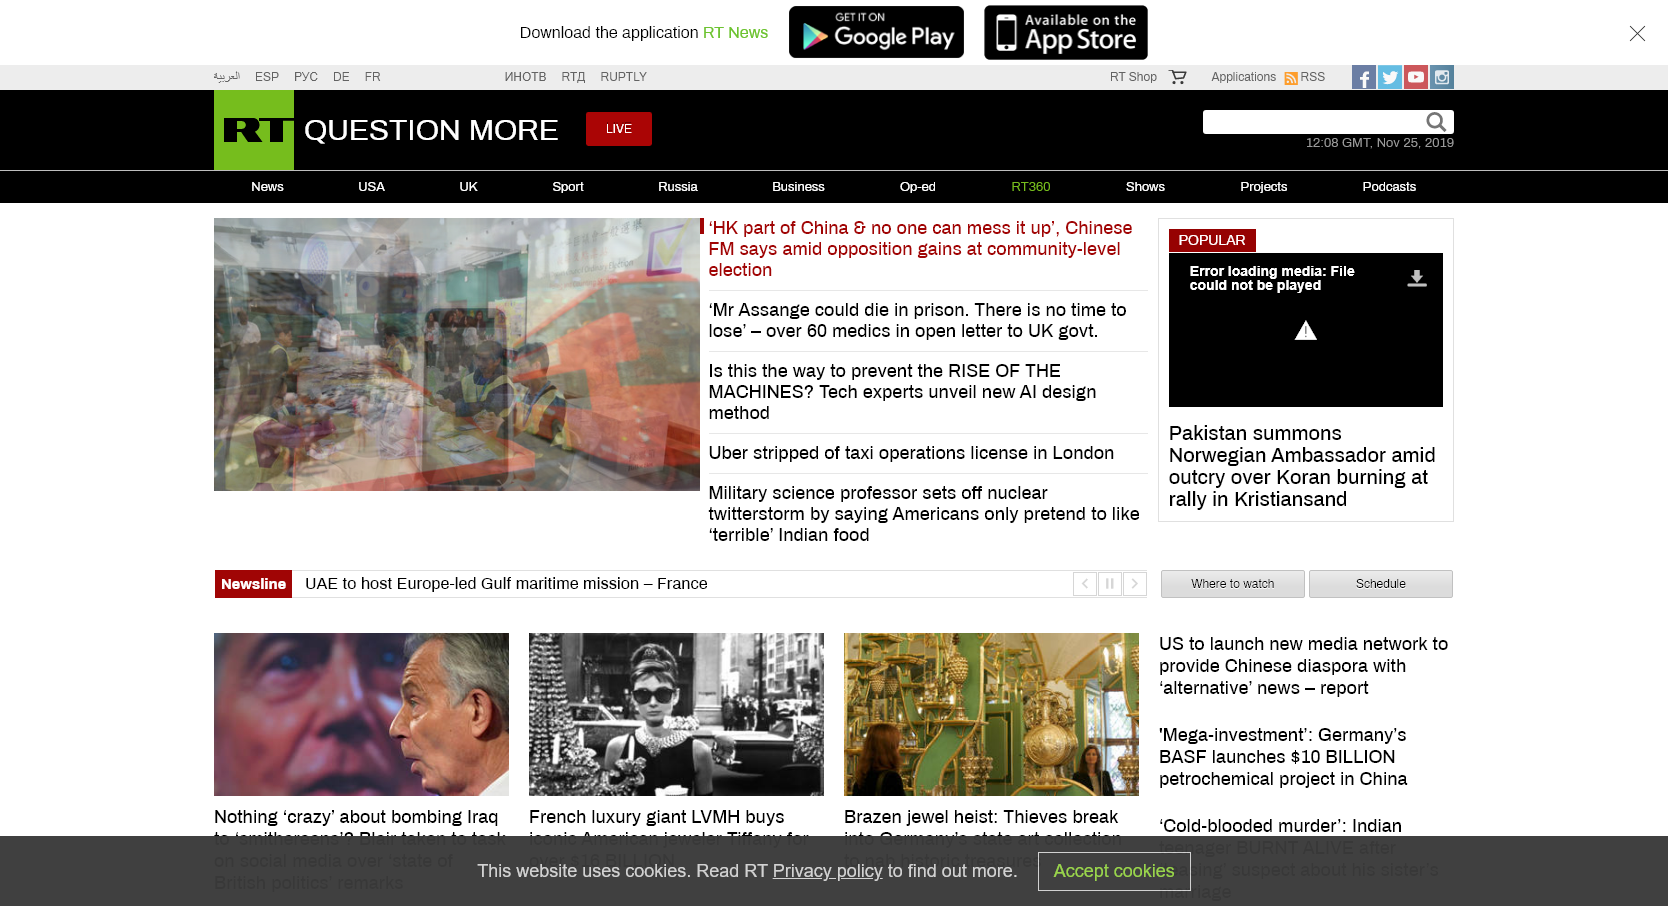 Download the application RT News
GET IT ON
Google Play
Available on the
App Store
العربية ESP РУС DE FR ИНОТВ RTД RUPTLY RT Shop Applications RSS
RT QUESTION MORE LIVE
12:08 GMT, Nov 25, 2019
News USA UK Sport Russia Business Op-ed RT360 Shows Projects Podcasts
‘HK part of China & no one can mess it up’, Chinese
FM says amid opposition gains at community-level
election
‘Mr Assange could die in prison. There is no time to
lose’ – over 60 medics in open letter to UK govt.
Is this the way to prevent the RISE OF THE
MACHINES? Tech experts unveil new AI design
method
Uber stripped of taxi operations license in London
Military science professor sets off nuclear
twitterstorm by saying Americans only pretend to like
‘terrible’ Indian food
POPULAR
Error loading media: File
could not be played
Pakistan summons
Norwegian Ambassador amid
outcry over Koran burning at
rally in Kristiansand
Newsline UAE to host Europe-led Gulf maritime mission – France
Where to watch Schedule
Nothing ‘crazy’ about bombing Iraq
to ‘smithereens’? Blair taken to task
on social media over ‘state of
British politics’ remarks
French luxury giant LVMH buys
iconic American jeweler Tiffany for
over $16 BILLION
Brazen jewel heist: Thieves break
into Germany’s state art collection
US to launch new media network to
provide Chinese diaspora with
‘alternative’ news – report
'Mega-investment’: Germany’s
BASF launches $10 BILLION
petrochemical project in China
‘Cold-blooded murder’: Indian
teenager BURNT ALIVE after
suspect about his sister’s
marriage
This website uses cookies. Read RT Privacy policy to find out more. Accept cookies